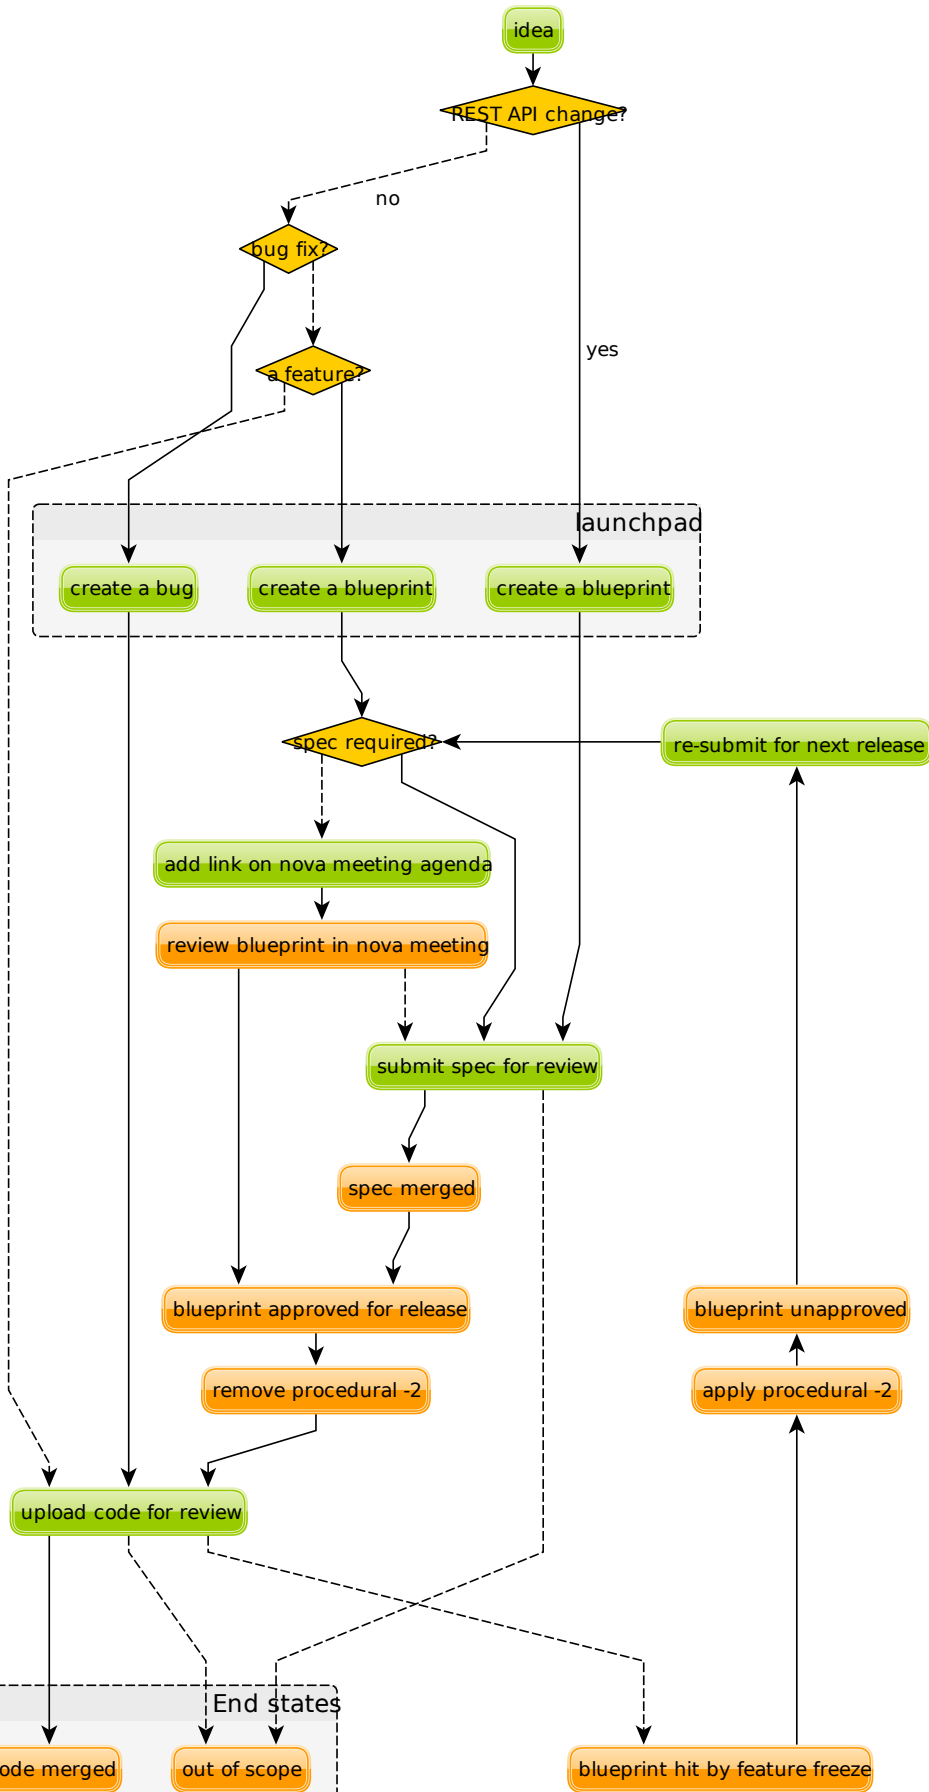 idea
REST API change?
no
bug fix?
yes
a feature?
launchpad
create a bug
create a blueprint
create a blueprint
spec required?
re-submit for next release
add link on nova meeting agenda
review blueprint in nova meeting
submit spec for review
spec merged
blueprint approved for release
blueprint unapproved
remove procedural -2
apply procedural -2
upload code for review
End states
ode merged
out of scope
blueprint hit by feature freeze